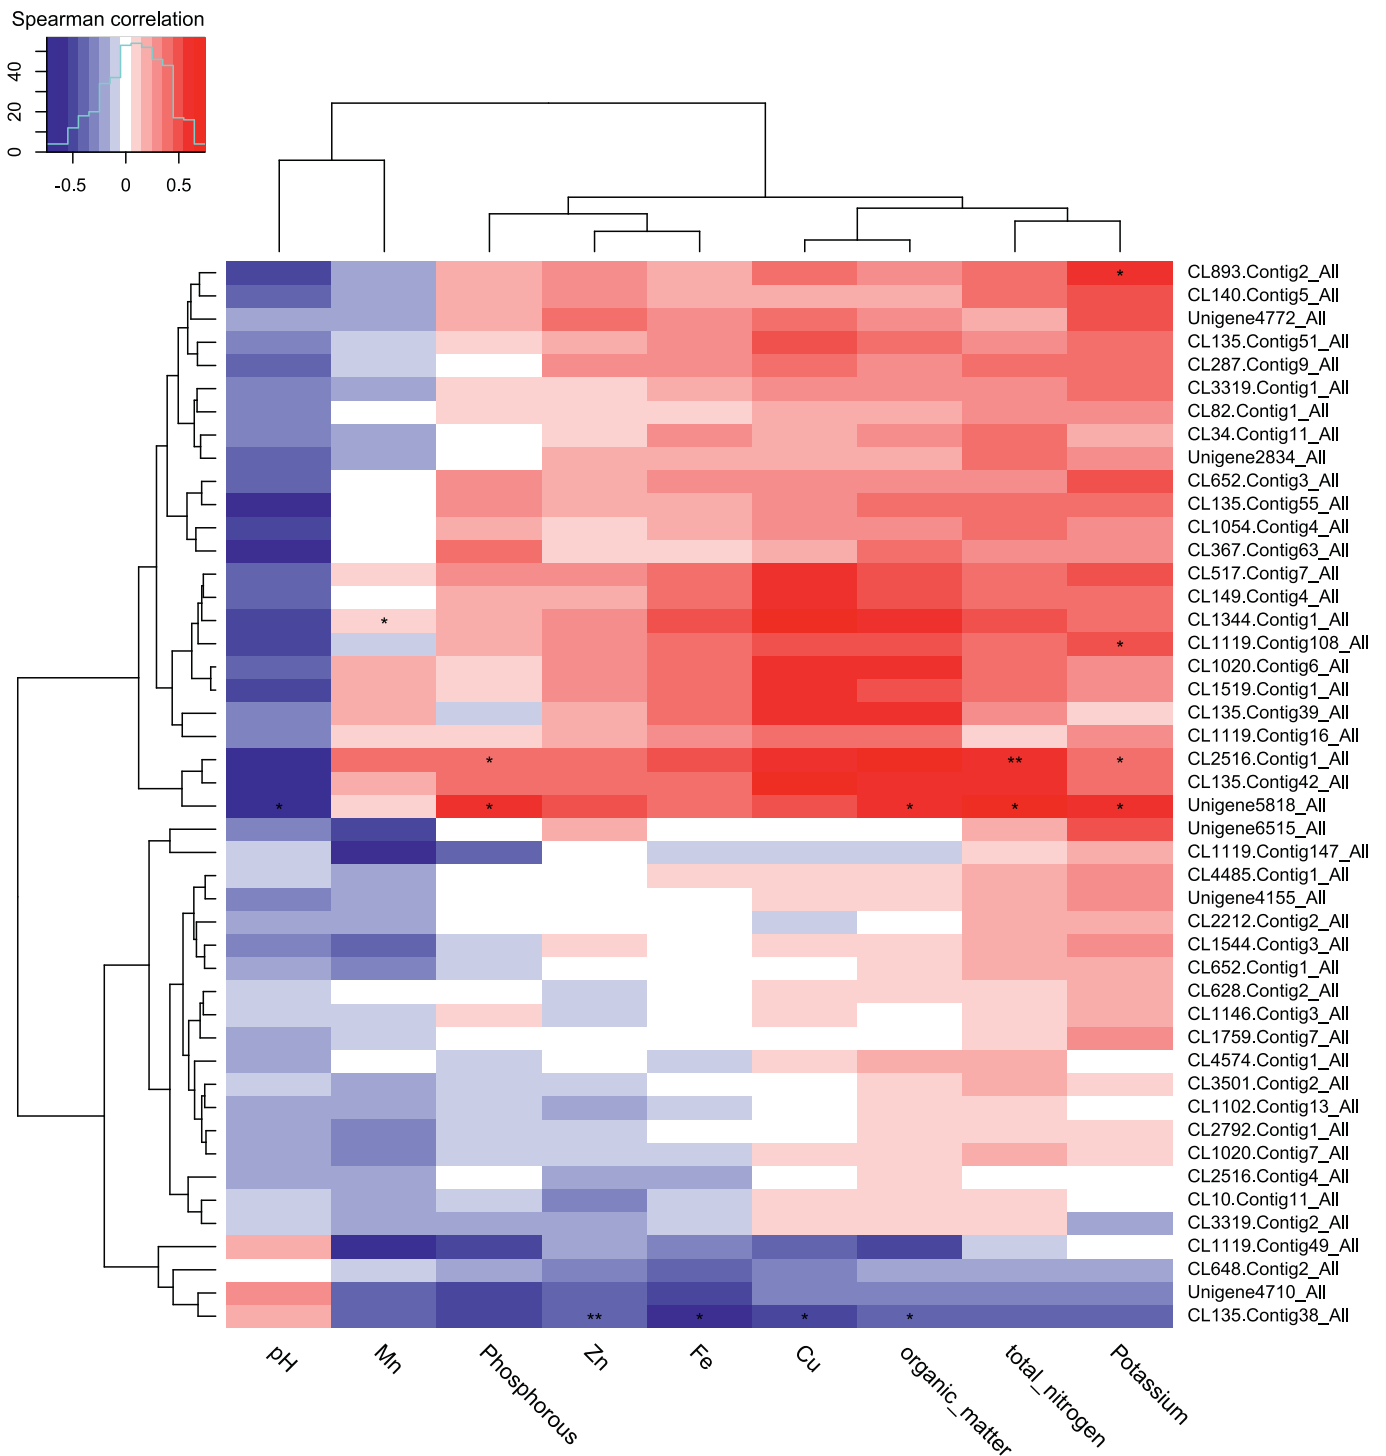 Spearman correlation
40
20
0
-0.5 0 0.5
* CL893.Contig2_All
CL140.Contig5_All
Unigene4772_All
CL135.Contig51_All
CL287.Contig9_All
CL3319.Contig1_All
CL82.Contig1_All
CL34.Contig11_All
Unigene2834_All
CL652.Contig3_All
CL135.Contig55_All
CL1054.Contig4_All
CL367.Contig63_All
CL517.Contig7_All
CL149.Contig4_All
* CL1344.Contig1_All
* CL1119.Contig108_All
CL1020.Contig6_All
CL1519.Contig1_All
CL135.Contig39_All
CL1119.Contig16_All
* ** * CL2516.Contig1_All
CL135.Contig42_All
* * * * * Unigene5818_All
Unigene6515_All
CL1119.Contig147_All
CL4485.Contig1_All
Unigene4155_All
CL2212.Contig2_All
CL1544.Contig3_All
CL652.Contig1_All
CL628.Contig2_All
CL1146.Contig3_All
CL1759.Contig7_All
CL4574.Contig1_All
CL3501.Contig2_All
CL1102.Contig13_All
CL2792.Contig1_All
CL1020.Contig7_All
CL2516.Contig4_All
CL10.Contig11_All
CL3319.Contig2_All
CL1119.Contig49_All
CL648.Contig2_All
Unigene4710_All
** * * * CL135.Contig38_All
pH Mn Phosphorous Zn Fe Cu organic_matter total_nitrogen Potassium